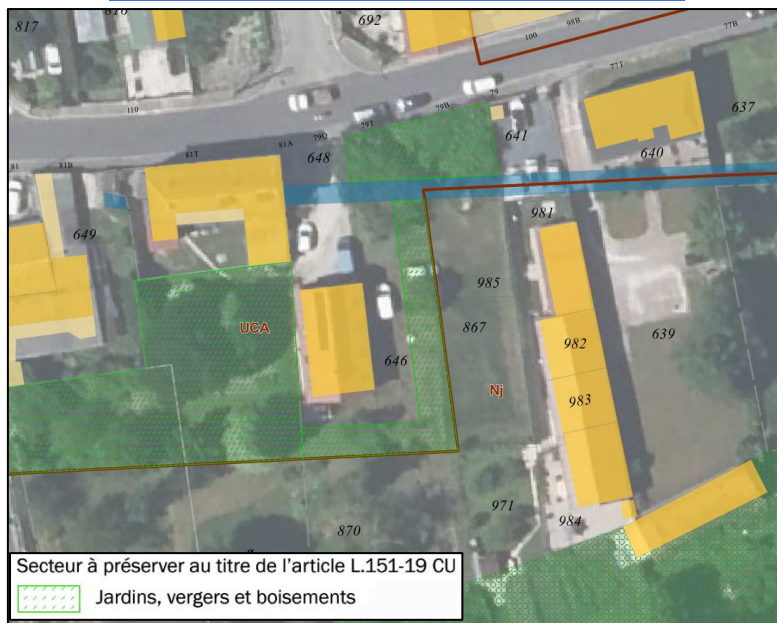 817
692
100
98B
77B
110
77T
79
79B
79T
79Q
81A
81T
81B
81
648
641
637
640
649
981
985
867
UCA
982
639
646
Nj
983
971
870
984
Secteur à préserver au titre de l'article L.151-19 CU
Jardins, vergers et boisements